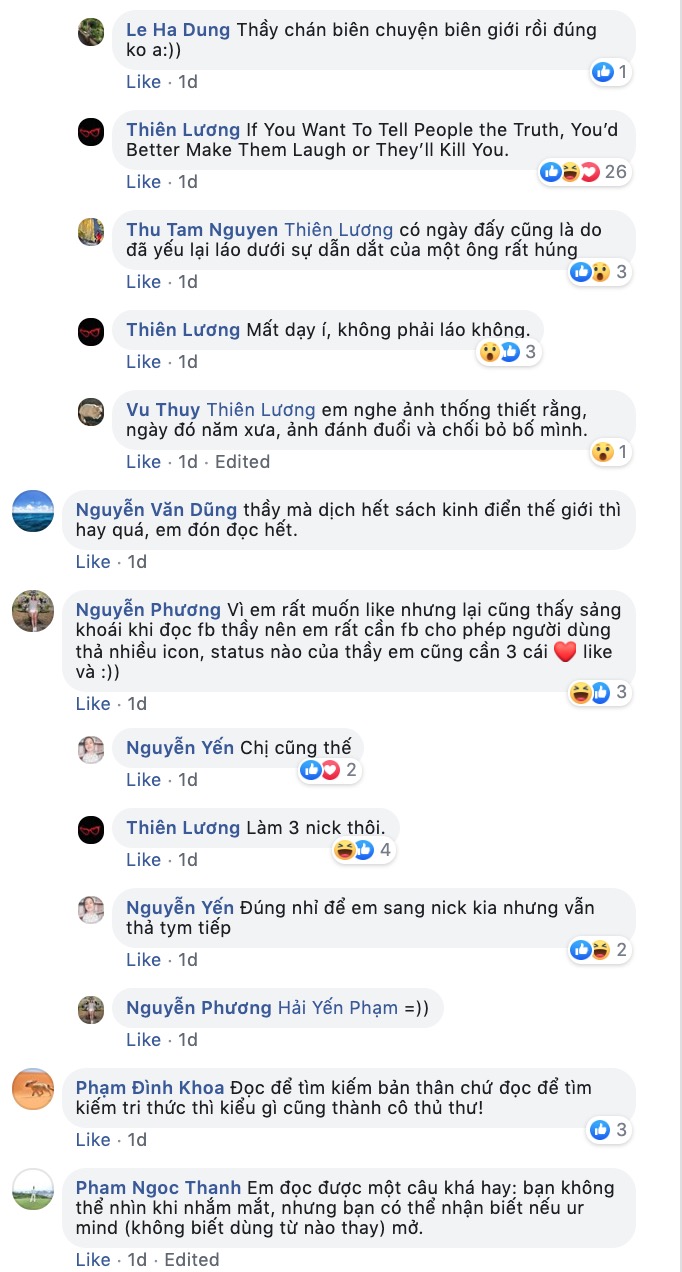 Le Ha Dung Thầy chán biên chuyện biên giới rồi đúng
ko a:))
1
Like · 1d
Thiên Lương If You Want To Tell People the Truth, You'd
Better Make Them Laugh or They'll Kill You.
26
Like · 1d
Thu Tam Nguyen Thiên Lương có ngày đấy cũng là do
đã yếu lại láo dưới sự dẫn dắt của một ông rất húng
3
Like · 1d
Thiên Lương Mất dạy í, không phải láo không.
3
Like · 1d
Vu Thuy Thiên Lương em nghe ảnh thống thiết rằng,
ngày đó năm xưa, ảnh đánh đuổi và chối bỏ bố mình.
1
Like · 1d · Edited
Nguyễn Văn Dũng thầy mà dịch hết sách kinh điển thế giới thì
hay quá, em đón đọc hết.
Like · 1d
Nguyễn Phương Vì em rất muốn like nhưng lại cũng thấy sảng
khoái khi đọc fb thầy nên em rất cần fb cho phép người dùng
thả nhiều icon, status nào của thầy em cũng cần 3 cái ❤️ like
và :))
3
Like · 1d
Nguyễn Yến Chị cũng thế
2
Like · 1d
Thiên Lương Làm 3 nick thôi.
4
Like · 1d
Nguyễn Yến Đúng nhỉ để em sang nick kia nhưng vẫn
thả tym tiếp
2
Like · 1d
Nguyễn Phương Hải Yến Phạm =))
Like · 1d
Phạm Đình Khoa Đọc để tìm kiếm bản thân chứ đọc để tìm
kiếm tri thức thì kiểu gì cũng thành cô thủ thư!
3
Like · 1d
Pham Ngoc Thanh Em đọc được một câu khá hay: bạn không
thể nhìn khi nhắm mắt, nhưng bạn có thể nhận biết nếu ur
mind (không biết dùng từ nào thay) mở.
Like · 1d · Edited